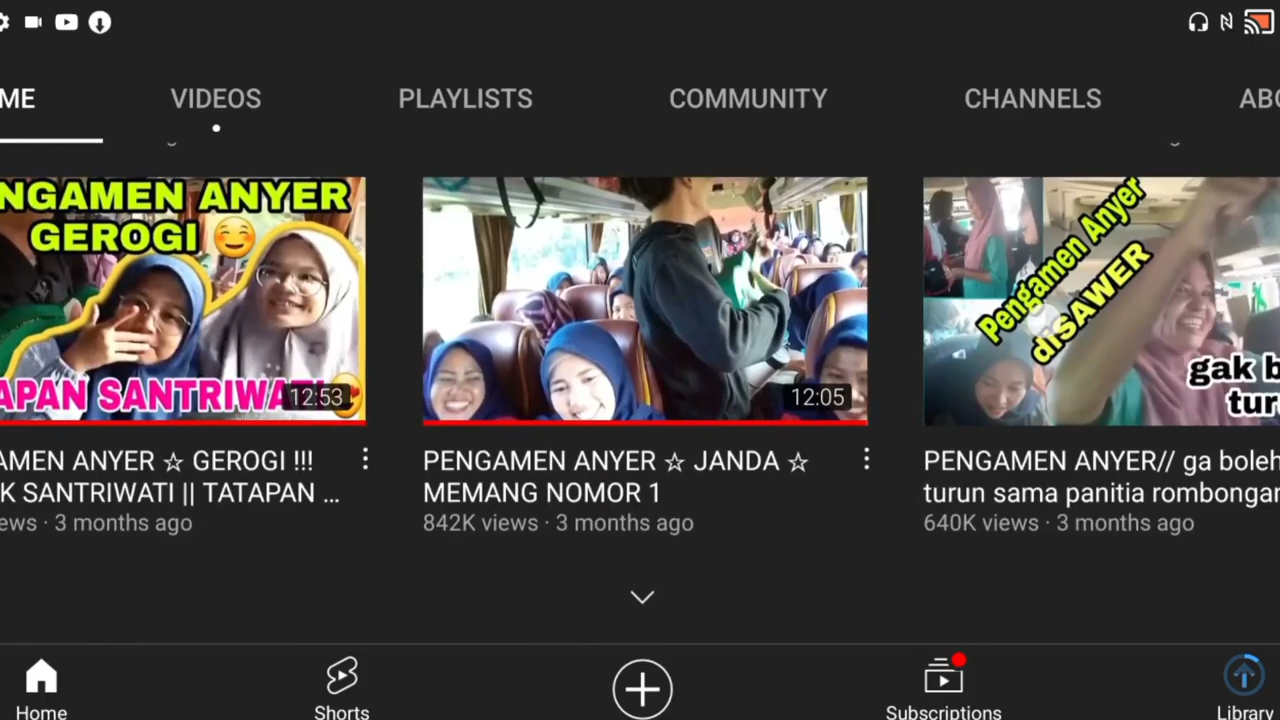 ME
VIDEOS
PLAYLISTS
COMMUNITY
CHANNELS
ABO
NGAMEN ANYER
GEROGI
APAN SANTRIWA
12:53
12:05
Pengamen Anyer
diSAWER
gak b
tur
AMEN ANYER ☆ GEROGI !!!
K SANTRIWATI || TATAPAN ...
ews · 3 months ago
PENGAMEN ANYER ☆ JANDA ☆
MEMANG NOMOR 1
842K views · 3 months ago
PENGAMEN ANYER// ga boleh
turun sama panitia rombongan
640K views · 3 months ago
Home
Shorts
Subscriptions
Library